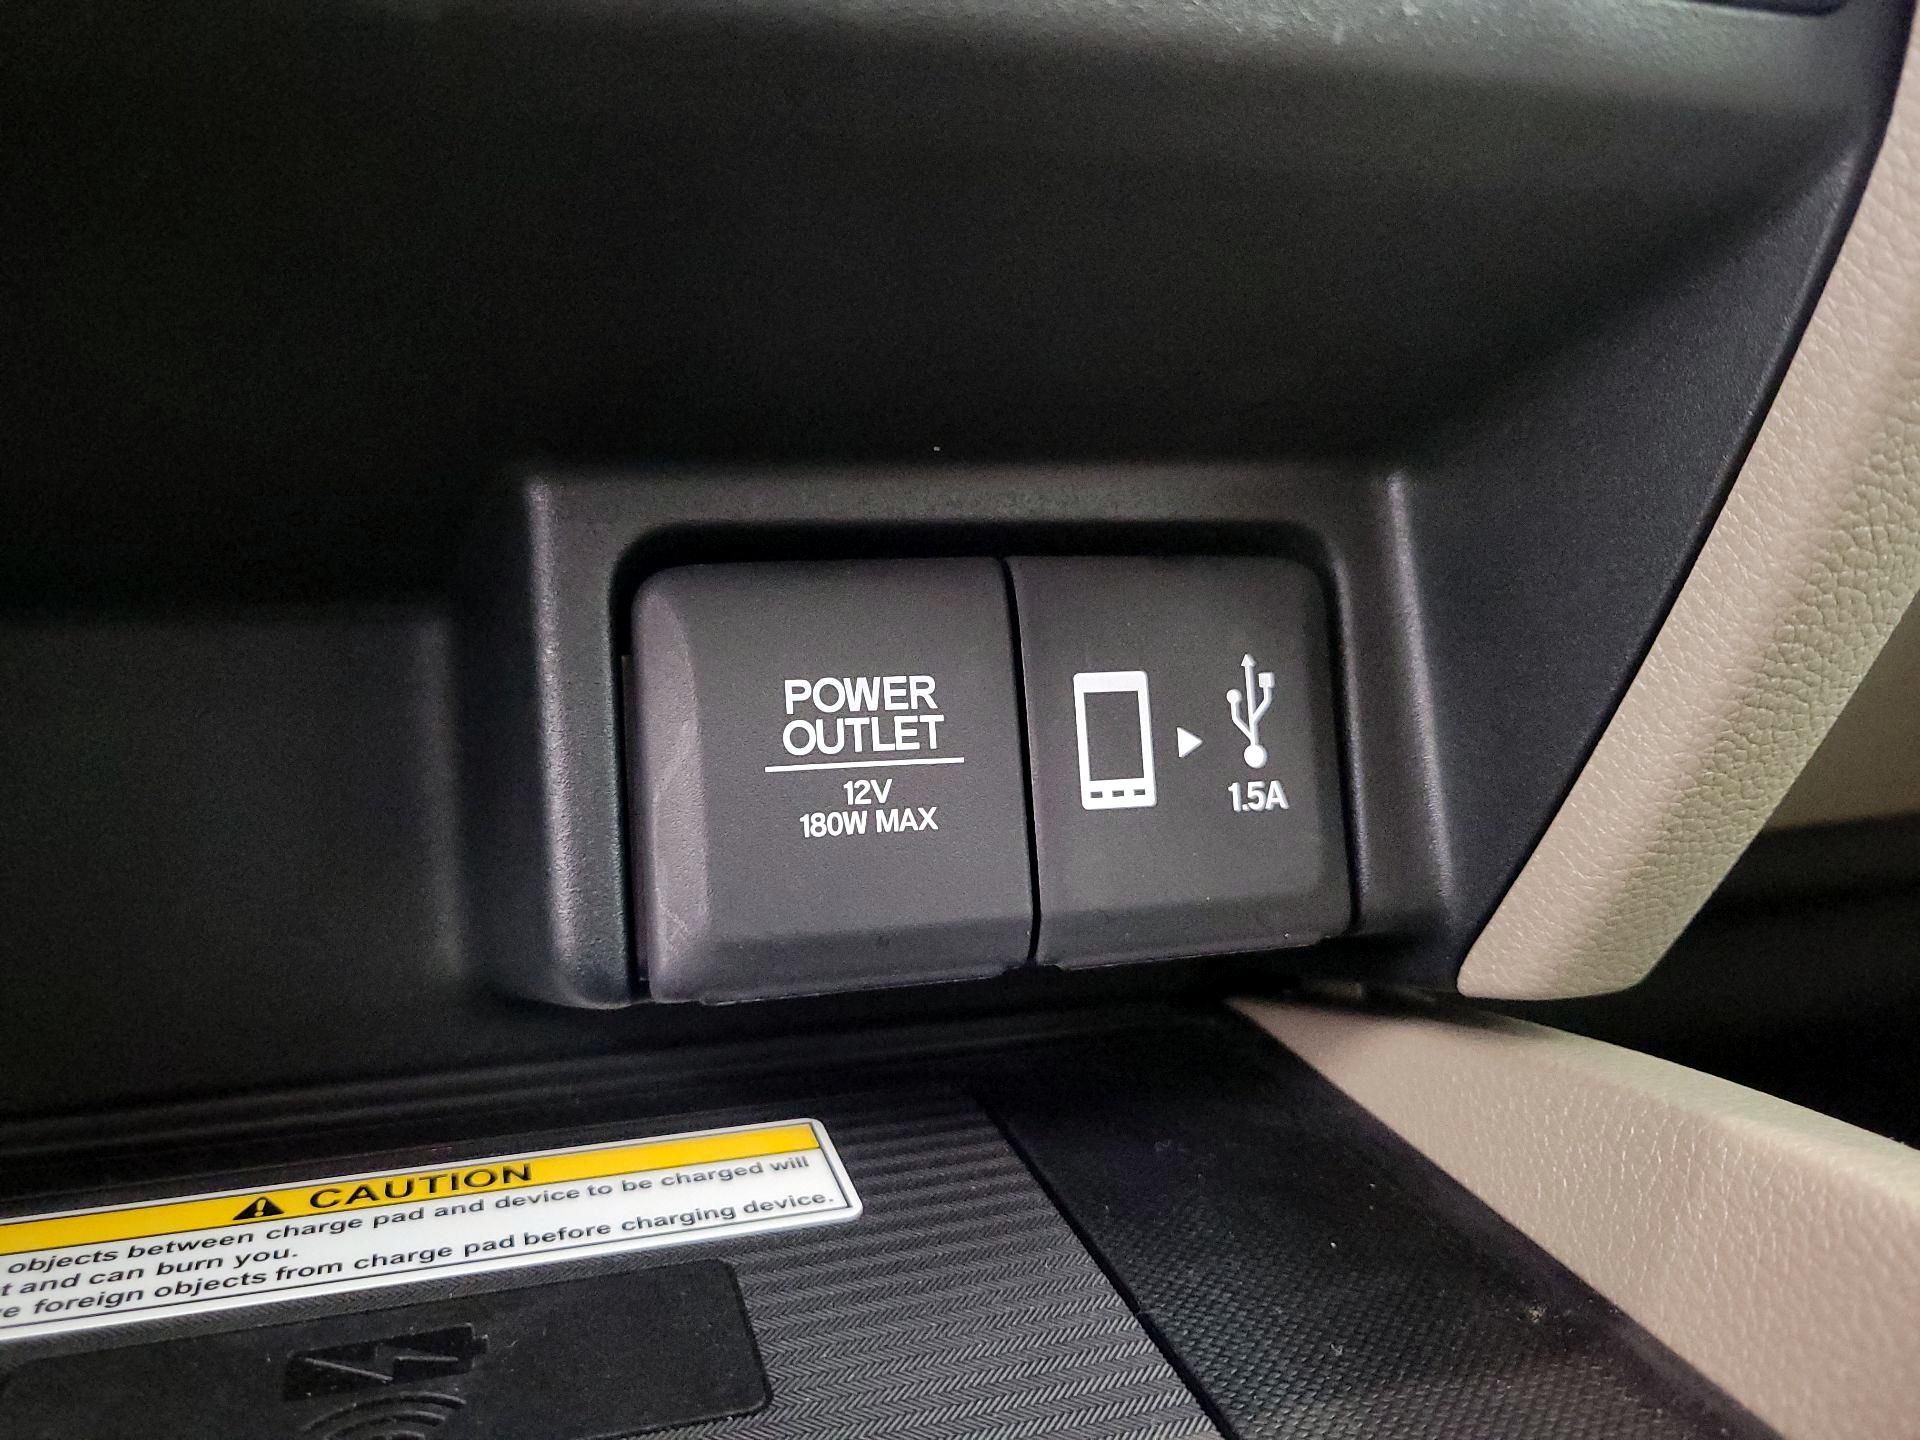 POWER
OUTLET
12V
180W MAX
1.5A
CAUTION
objects between charge pad and device to be charged will
and can burn you.
foreign objects from charge pad before charging device.